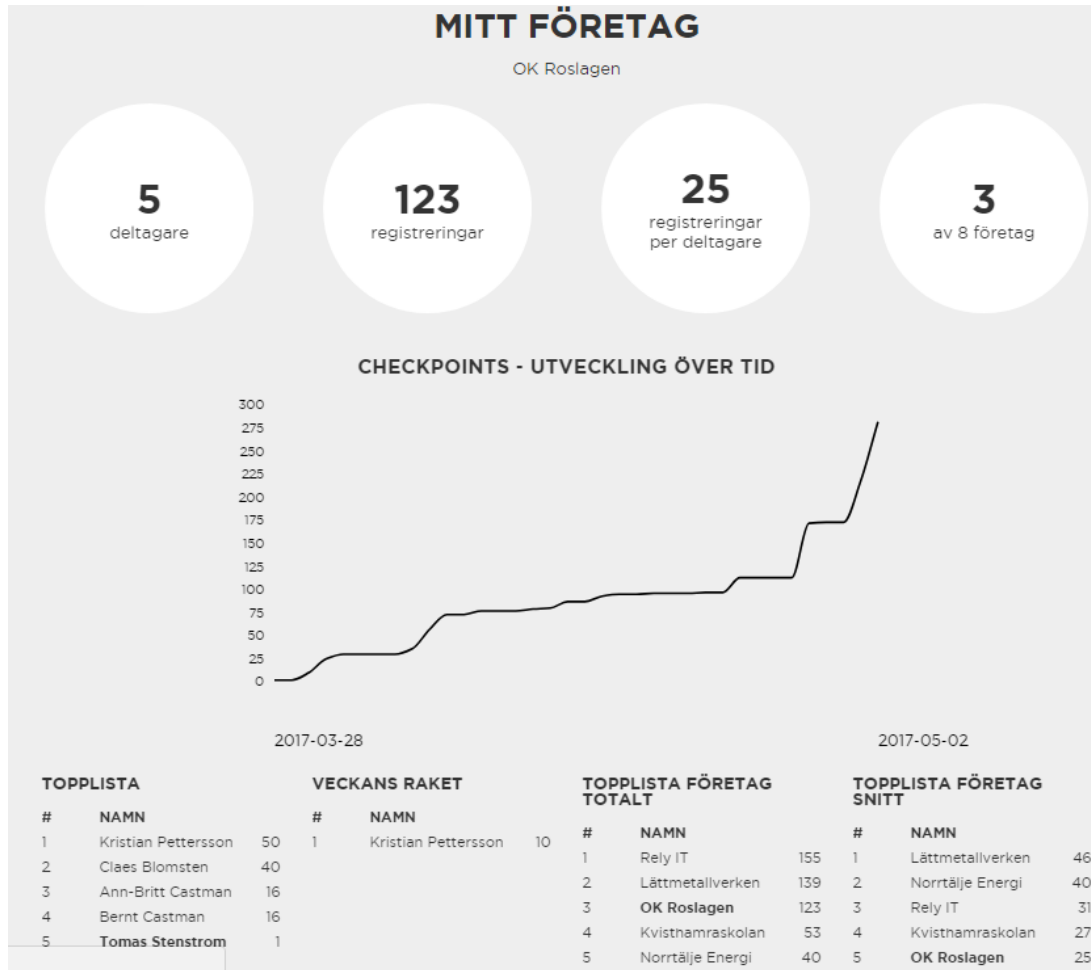 MITT FÖRETAG
OK Roslagen
5
deltagare
123
registreringar
25
registreringar
per deltagare
3
av 8 företag
CHECKPOINTS - UTVECKLING ÖVER TID
300
275
250
225
200
175
150
125
100
75
50
25
0
2017-03-28
2017-05-02
TOPPLISTA
# NAMN
1 Kristian Pettersson 50
2 Claes Blomsten 40
3 Ann-Britt Castman 16
4 Bernt Castman 16
5 Tomas Stenstrom 1
VECKANS RAKET
# NAMN
1 Kristian Pettersson 10
TOPPLISTA FÖRETAG
TOTALT
# NAMN
1 Rely IT 155
2 Lättmetallverken 139
3 OK Roslagen 123
4 Kvisthamraskolan 53
5 Norrtälje Energi 40
TOPPLISTA FÖRETAG
SNITT
# NAMN
1 Lättmetallverken 46
2 Norrtälje Energi 40
3 Rely IT 31
4 Kvisthamraskolan 27
5 OK Roslagen 25